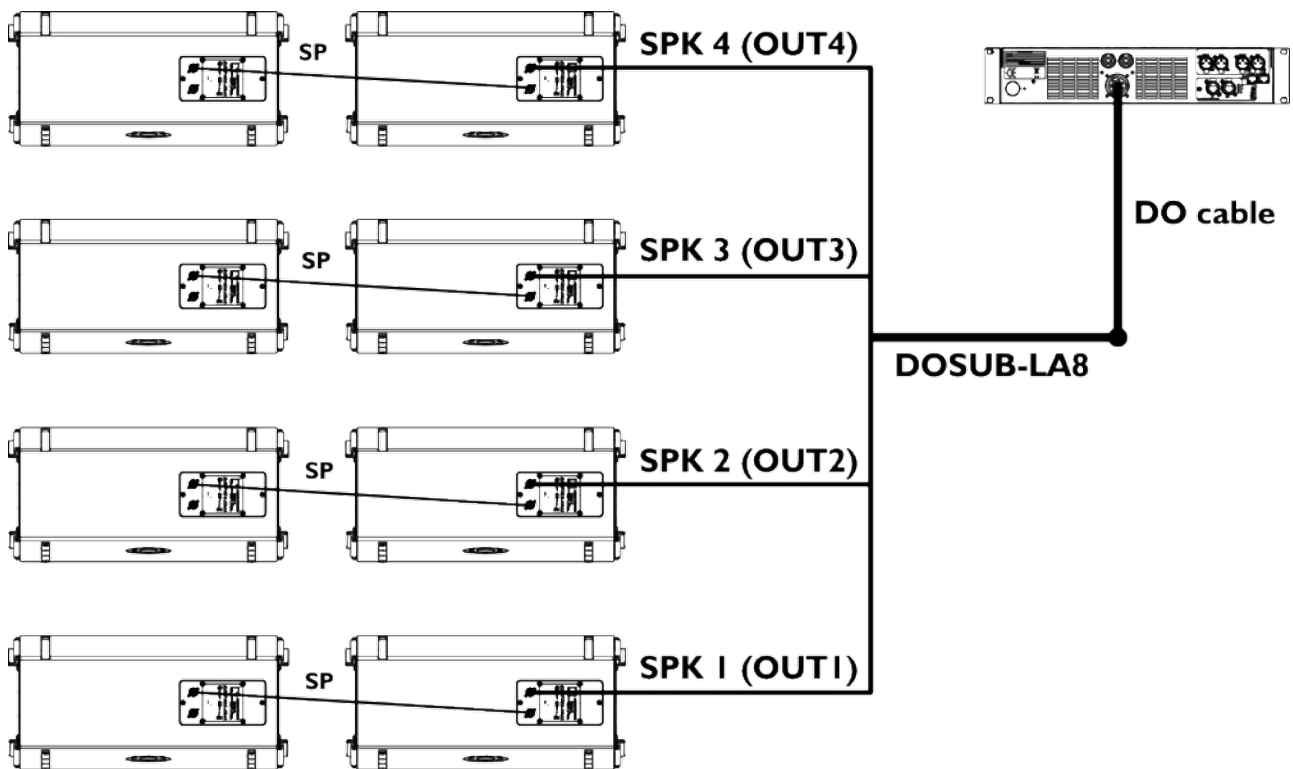 SP
SPK 4 (OUT4)
DO cable
SP
SPK 3 (OUT3)
DOSUB-LA8
SP
SPK 2 (OUT2)
SP
SPK 1 (OUT1)